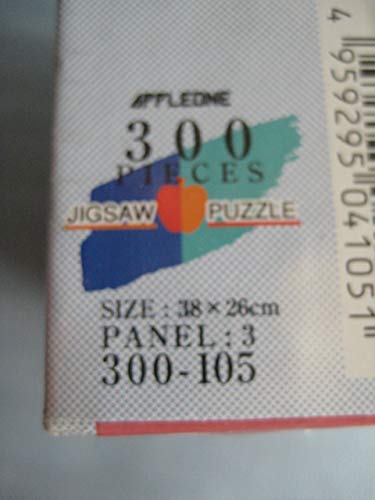 APPLEONE
300
PIECES
JIGSAW PUZZLE
SIZE : 38×26cm
PANEL : 3
300-105
4 959295 041051